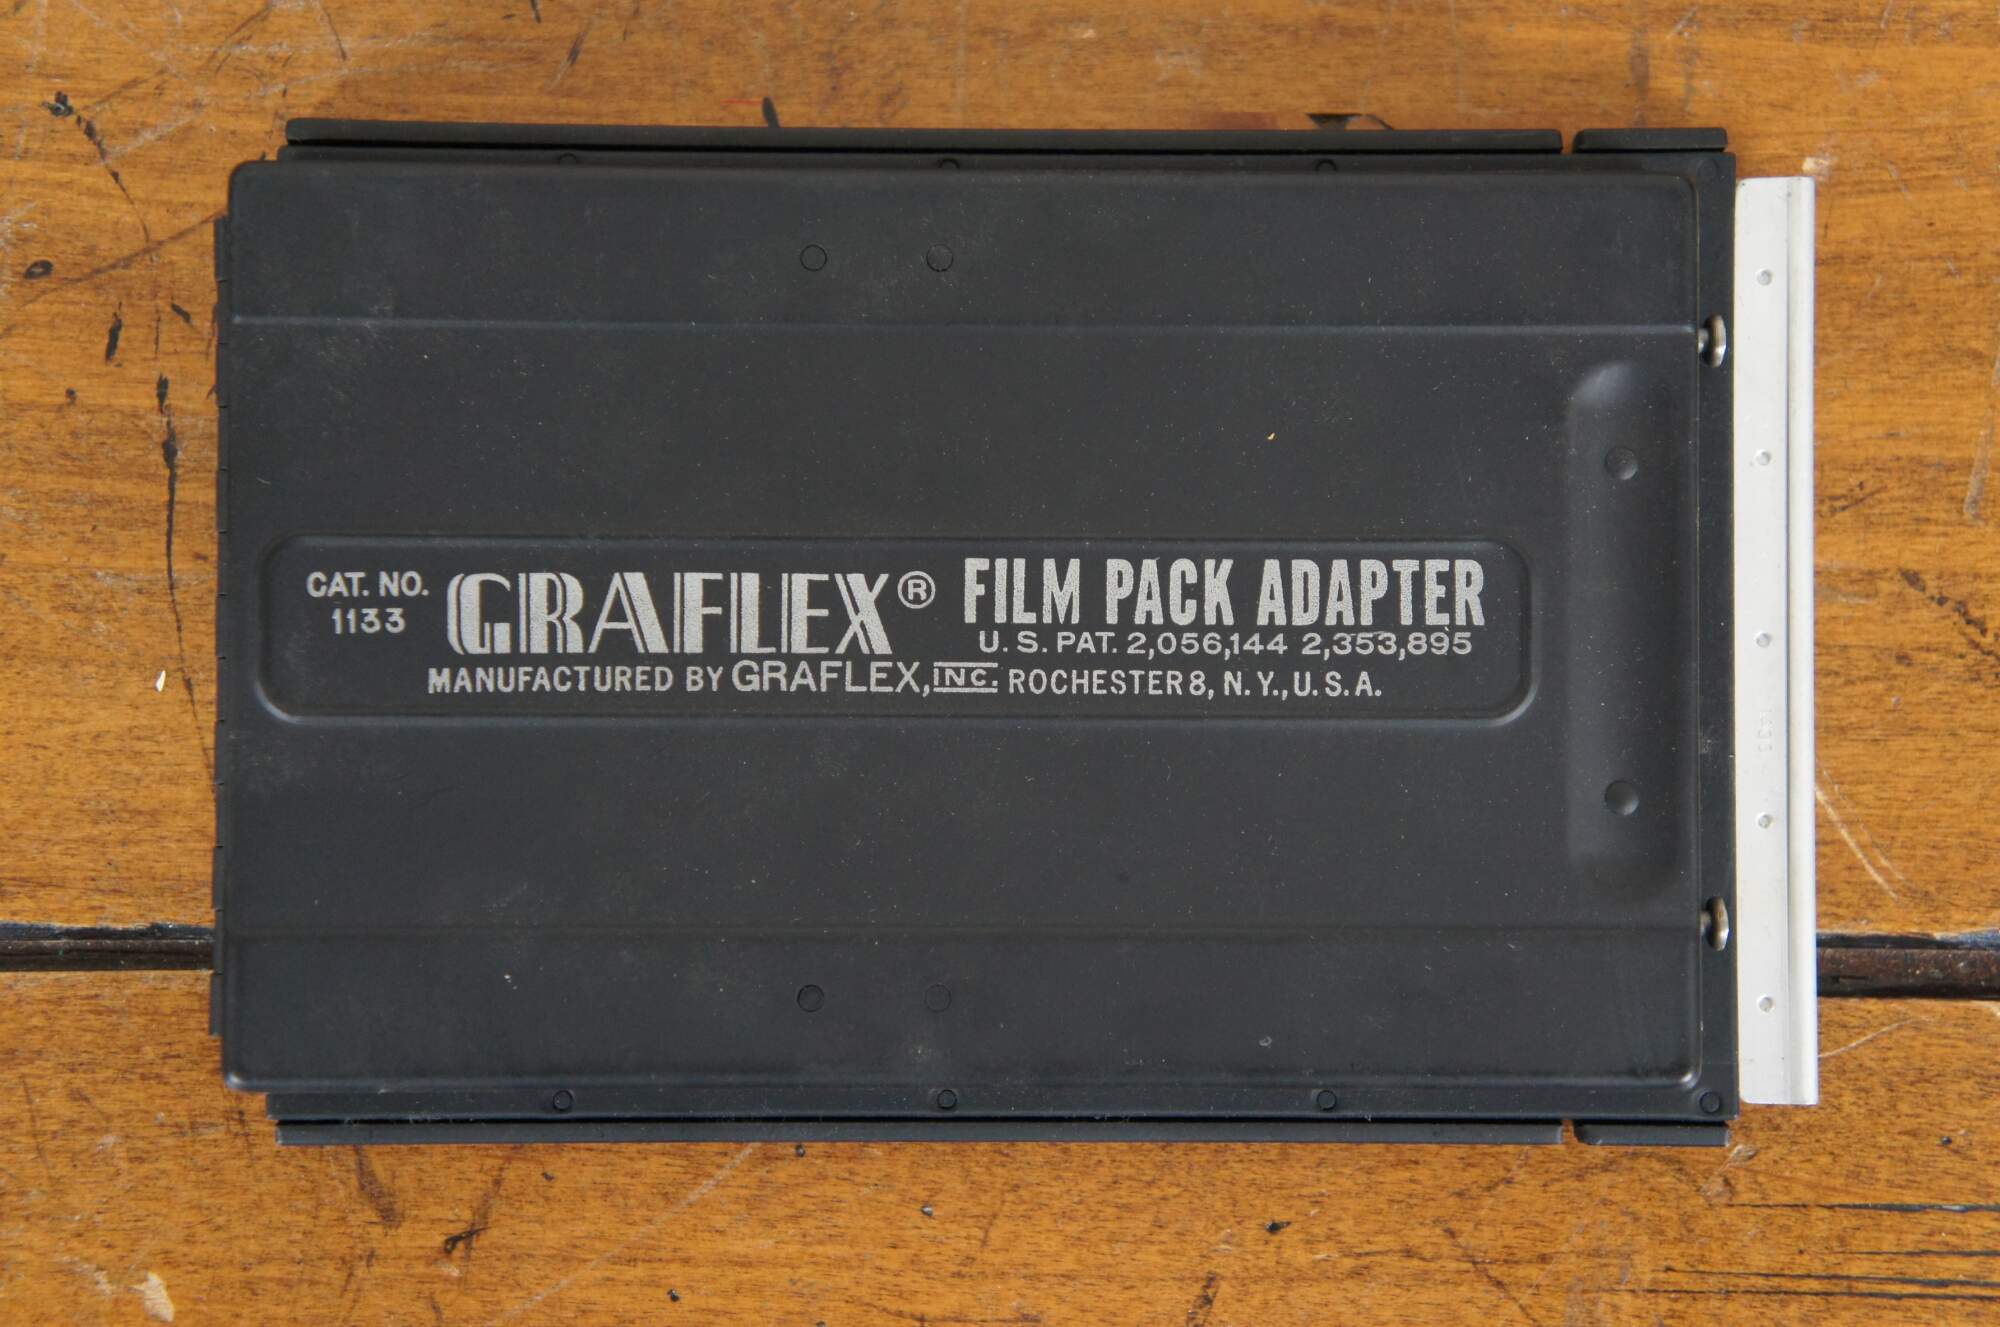 CAT. NO.
1133
GRAFLEX® FILM PACK ADAPTER
U. S. PAT. 2,056,144 2,353,895
MANUFACTURED BY GRAFLEX, INC. ROCHESTER 8, N. Y., U. S. A.